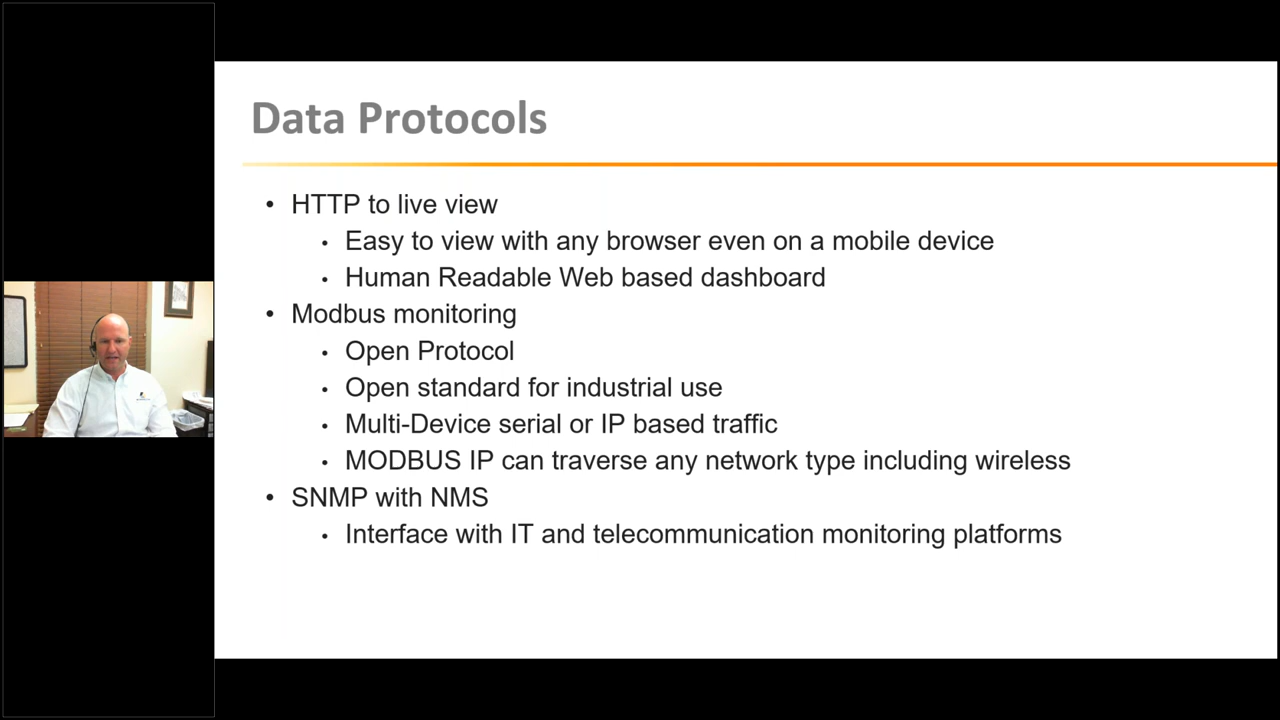 Data Protocols
• HTTP to live view
• Easy to view with any browser even on a mobile device
• Human Readable Web based dashboard
• Modbus monitoring
• Open Protocol
• Open standard for industrial use
• Multi-Device serial or IP based traffic
• MODBUS IP can traverse any network type including wireless
• SNMP with NMS
• Interface with IT and telecommunication monitoring platforms